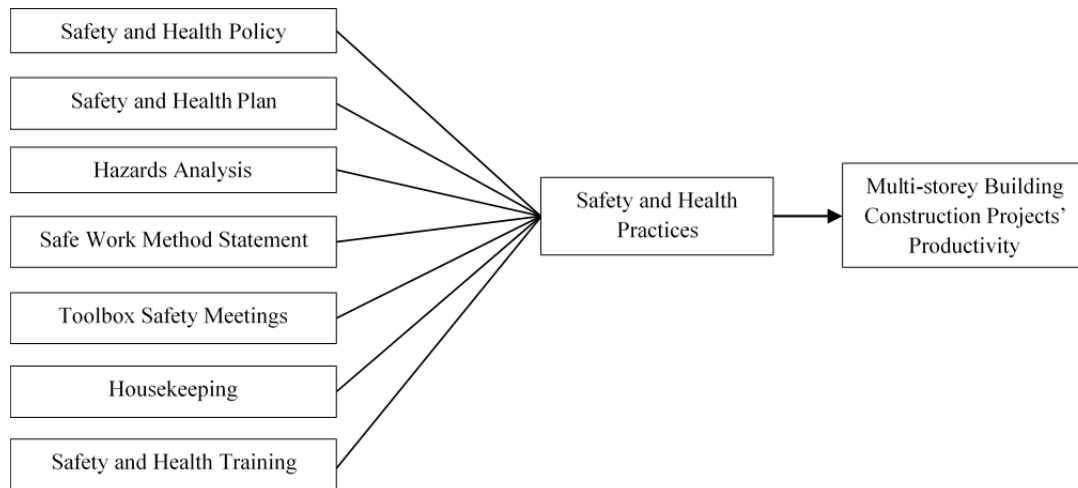 Safety and Health Policy
Safety and Health Plan
Hazards Analysis
Safe Work Method Statement
Toolbox Safety Meetings
Housekeeping
Safety and Health Training
Safety and Health
Practices
Multi-storey Building
Construction Projects’
Productivity